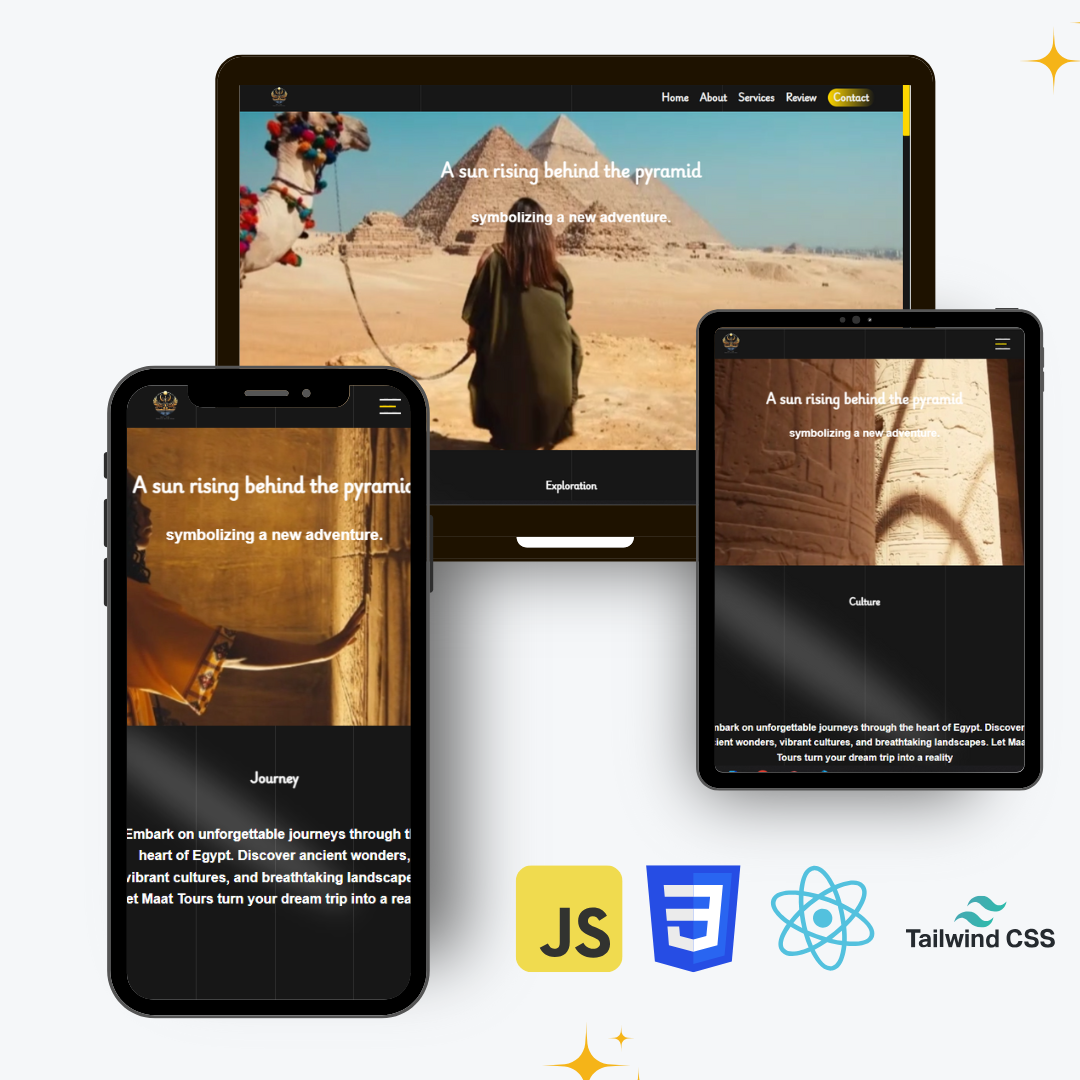 Home About Services Review Contact
A sun rising behind the pyramid
symbolizing a new adventure.
Exploration
A sun rising behind the pyramid
symbolizing a new adventure.
Culture
mbark on unforgettable journeys through the heart of Egypt. Discover
cient wonders, vibrant cultures, and breathtaking landscapes. Let Maa
Tours turn your dream trip into a reality
A sun rising behind the pyramid
symbolizing a new adventure.
Journey
Embark on unforgettable journeys through th
heart of Egypt. Discover ancient wonders,
vibrant cultures, and breathtaking landscape
et Maat Tours turn your dream trip into a rea
JS
3
Tailwind CSS